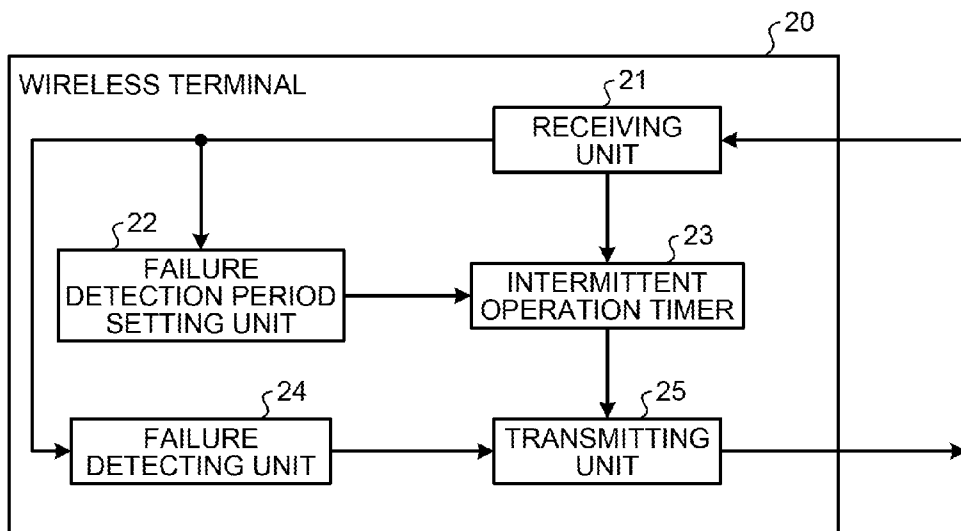 20
WIRELESS TERMINAL
21
RECEIVING
UNIT
22
FAILURE
DETECTION PERIOD
SETTING UNIT
23
INTERMITTENT
OPERATION TIMER
24
FAILURE
DETECTING UNIT
25
TRANSMITTING
UNIT